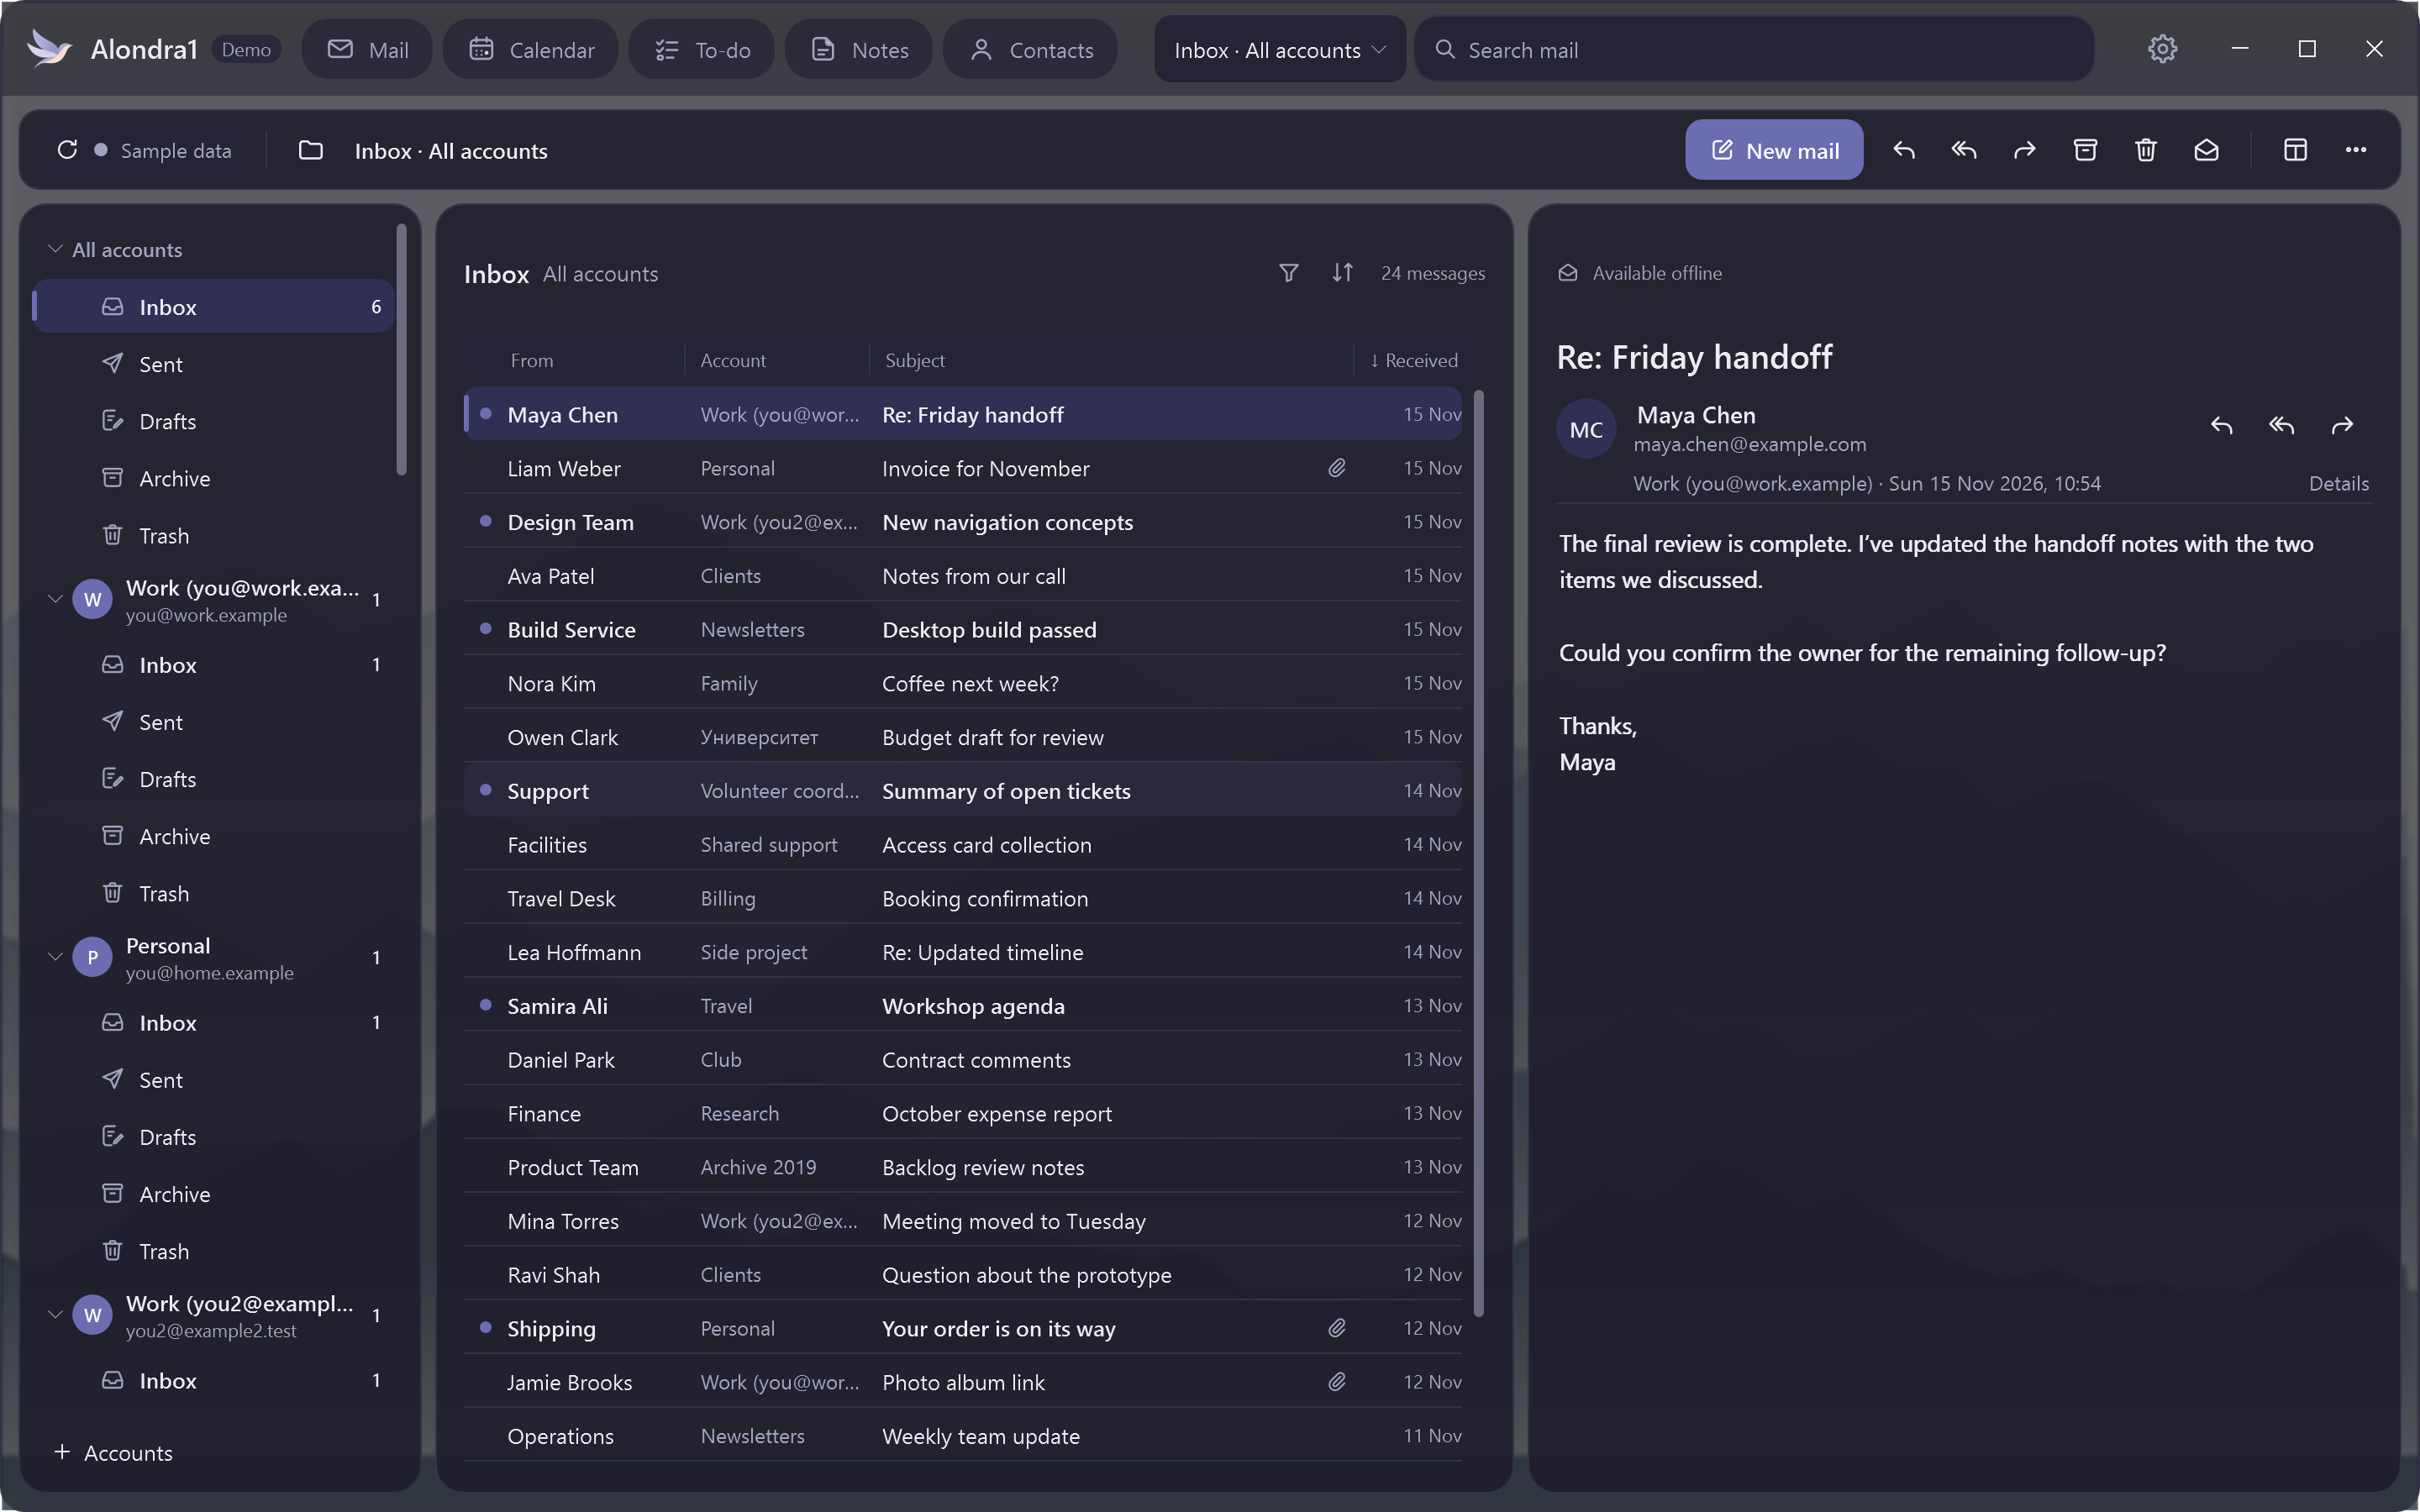 Alondra1 Demo Mail Calendar To-do Notes Contacts Inbox · All accounts Search mail
Sample data Inbox · All accounts New mail
All accounts
Inbox 6
Sent
Drafts
Archive
Trash
Work (you@work.exa... 1
you@work.example
Inbox 1
Sent
Drafts
Archive
Trash
Personal 1
you@home.example
Inbox 1
Sent
Drafts
Archive
Trash
Work (you2@exampl... 1
you2@example2.test
Inbox 1
+ Accounts
Inbox All accounts 24 messages
From Account Subject ↓ Received
Maya Chen Work (you@wor... Re: Friday handoff 15 Nov
Liam Weber Personal Invoice for November 15 Nov
Design Team Work (you2@ex... New navigation concepts 15 Nov
Ava Patel Clients Notes from our call 15 Nov
Build Service Newsletters Desktop build passed 15 Nov
Nora Kim Family Coffee next week? 15 Nov
Owen Clark Университет Budget draft for review 15 Nov
Support Volunteer coord... Summary of open tickets 14 Nov
Facilities Shared support Access card collection 14 Nov
Travel Desk Billing Booking confirmation 14 Nov
Lea Hoffmann Side project Re: Updated timeline 14 Nov
Samira Ali Travel Workshop agenda 13 Nov
Daniel Park Club Contract comments 13 Nov
Finance Research October expense report 13 Nov
Product Team Archive 2019 Backlog review notes 13 Nov
Mina Torres Work (you2@ex... Meeting moved to Tuesday 12 Nov
Ravi Shah Clients Question about the prototype 12 Nov
Shipping Personal Your order is on its way 12 Nov
Jamie Brooks Work (you@wor... Photo album link 12 Nov
Operations Newsletters Weekly team update 11 Nov
Available offline
Re: Friday handoff
MC Maya Chen
maya.chen@example.com
Work (you@work.example) · Sun 15 Nov 2026, 10:54 Details
The final review is complete. I’ve updated the handoff notes with the two
items we discussed.
Could you confirm the owner for the remaining follow-up?
Thanks,
Maya